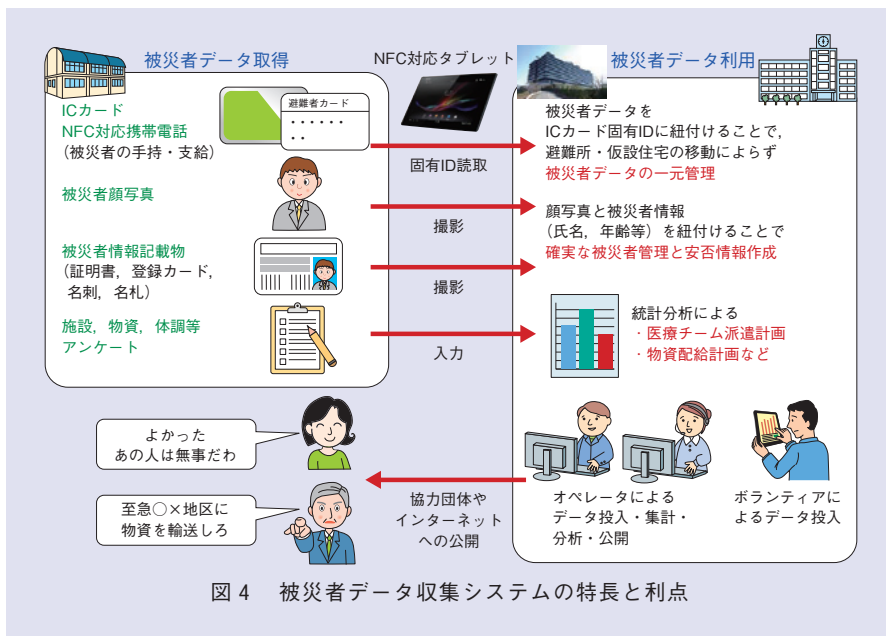 被災者データ取得
NFC対応タブレット
被災者データ利用
ICカード
NFC対応携帯電話
(被災者の手持・支給)
避難者カード
・・・・・・
・・
固有ID読取
被災者データを
ICカード固有IDに紐付けることで,
避難所・仮設住宅の移動によらず
被災者データの一元管理
被災者顔写真
撮影
顔写真と被災者情報
(氏名, 年齢等) を紐付けることで
確実な被災者管理と安否情報作成
被災者情報記載物
(証明書, 登録カード,
名刺, 名札)
撮影
施設, 物資, 体調等
アンケート
入力
統計分析による
・医療チーム派遣計画
・物資配給計画など
よかった
あの人は無事だわ
至急○×地区に
物資を輸送しろ
協力団体や
インターネット
への公開
オペレータによる
データ投入・集計・
分析・公開
ボランティアに
よるデータ投入
図4 被災者データ収集システムの特長と利点